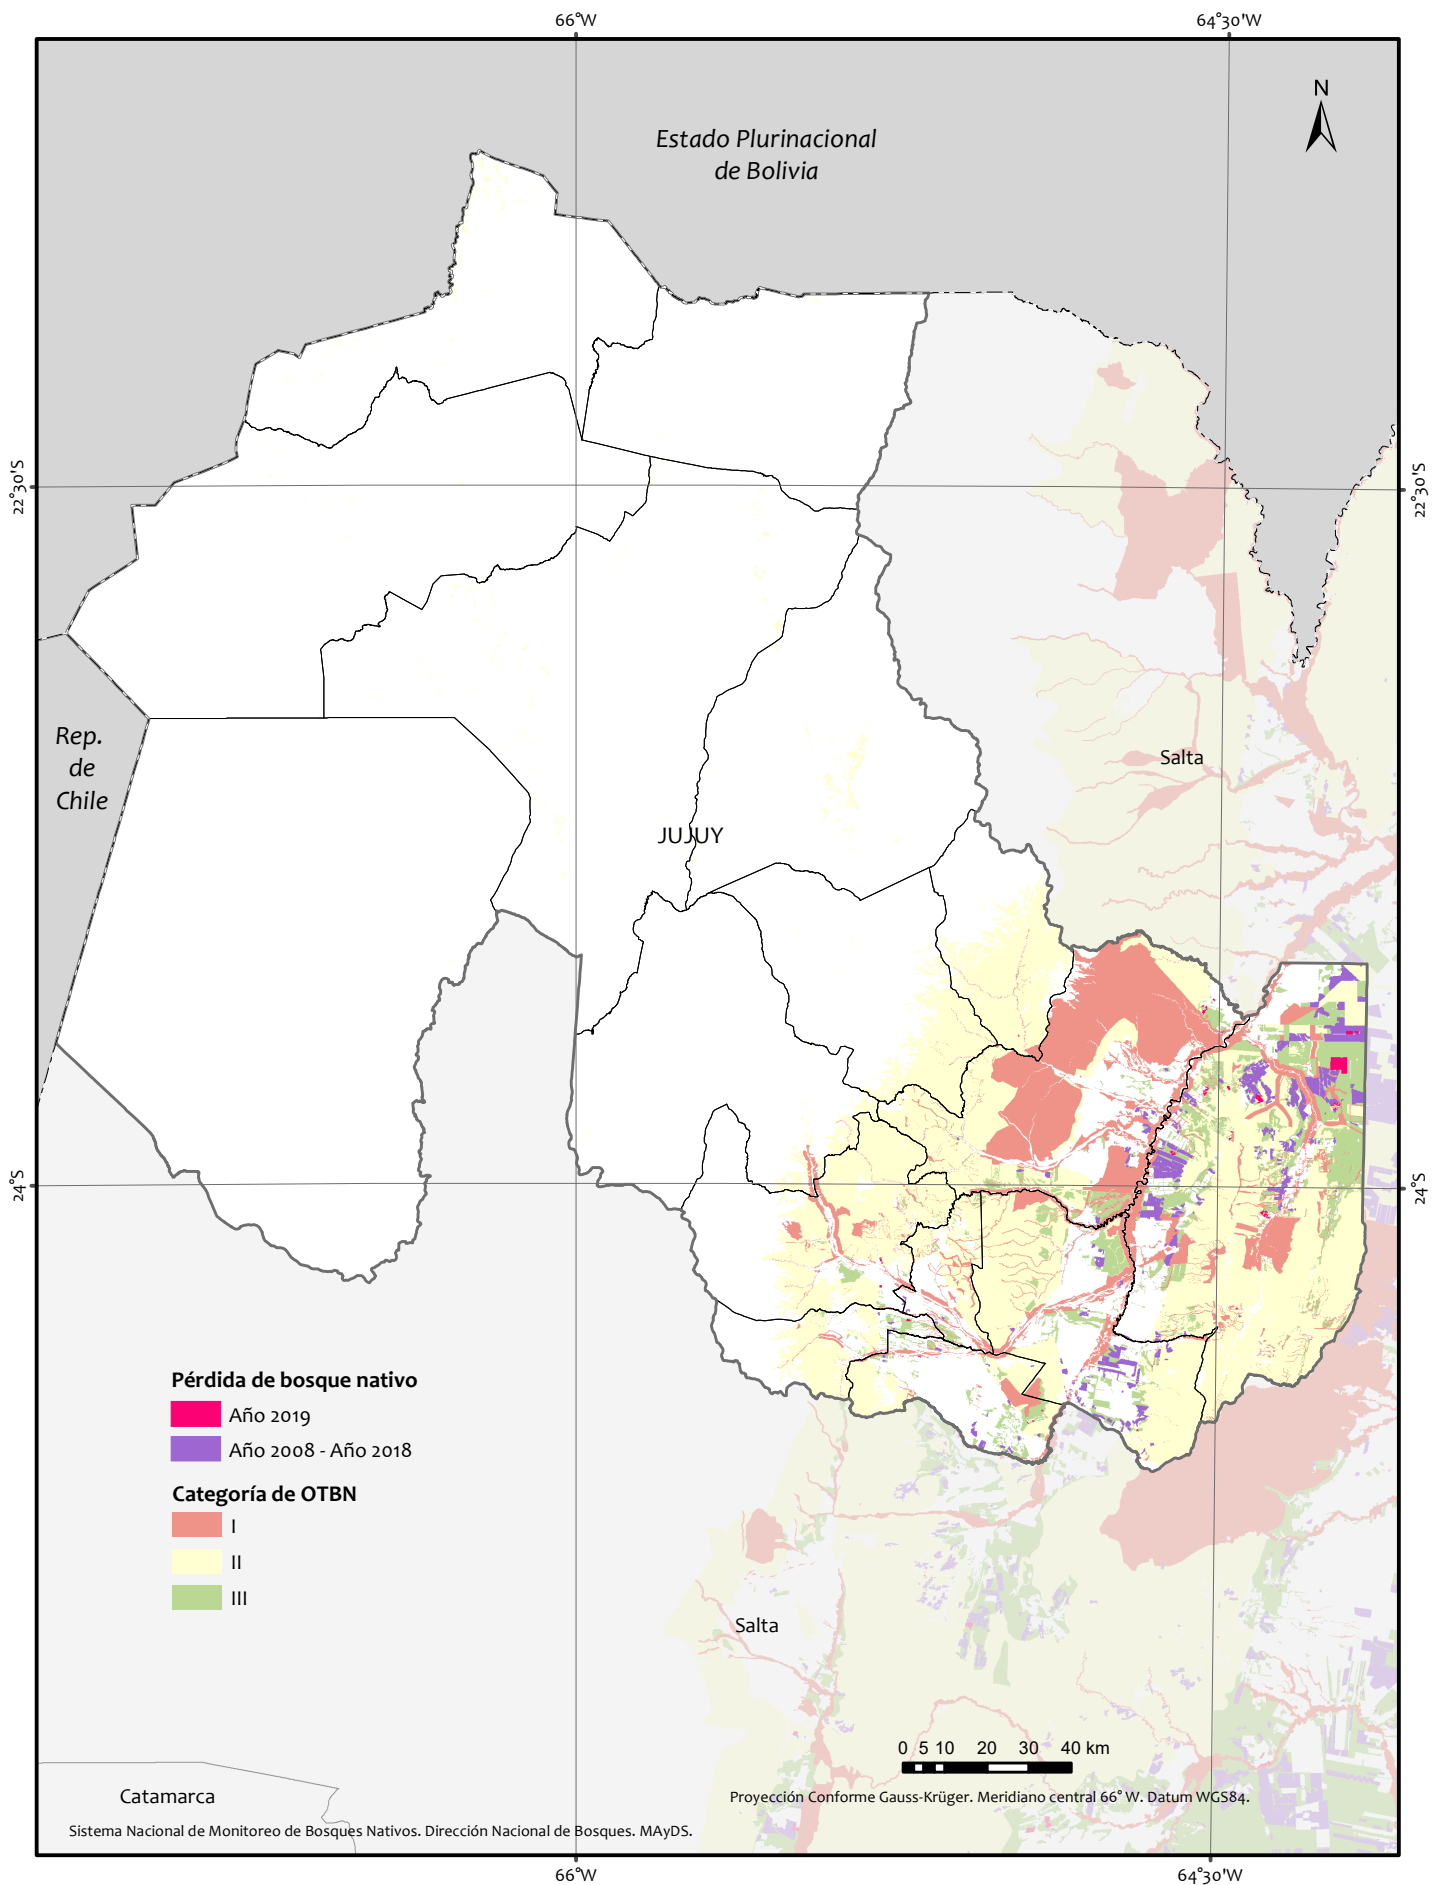 66°W
64°30'W
N
Estado Plurinacional
de Bolivia
22°30'S
22°30'S
Rep.
de
Chile
Salta
JUJUY
24°S
24°S
Pérdida de bosque nativo
Año 2019
Año 2008 - Año 2018
Categoría de OTBN
I
II
III
Salta
0 5 10 20 30 40 km
Catamarca
Proyección Conforme Gauss-Krüger. Meridiano central 66° W. Datum WGS84.
Sistema Nacional de Monitoreo de Bosques Nativos. Dirección Nacional de Bosques. MAyDS.
66°W
64°30'W